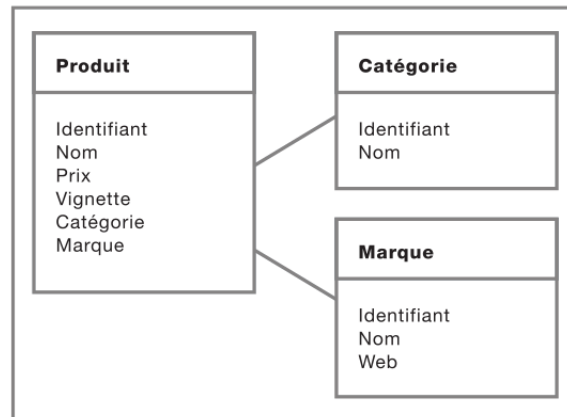 Produit
Identifiant
Nom
Prix
Vignette
Catégorie
Marque
Catégorie
Identifiant
Nom
Marque
Identifiant
Nom
Web